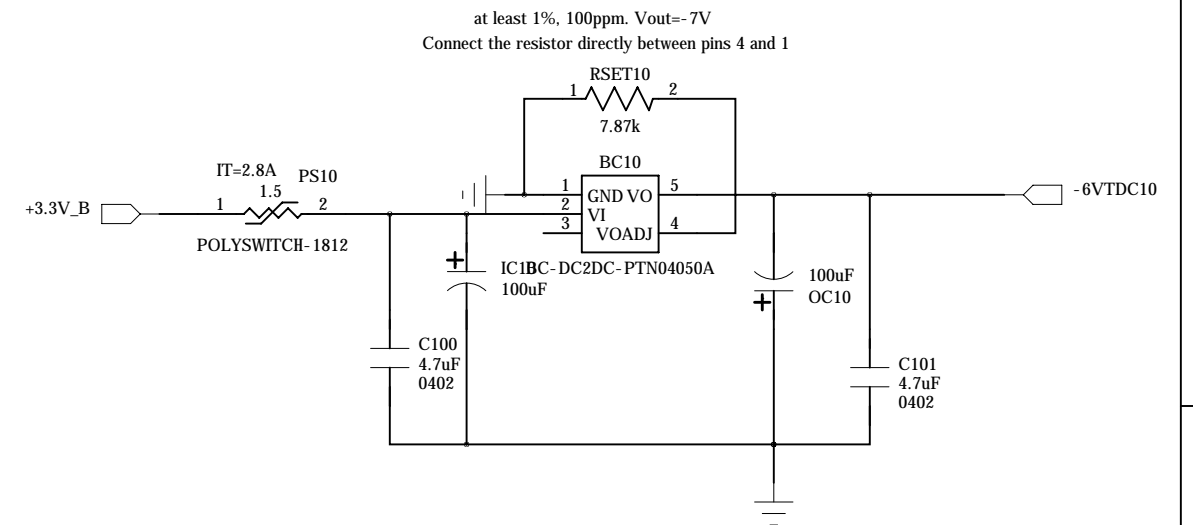 at least 1%, 100ppm. Vout=-7V
Connect the resistor directly between pins 4 and 1
RSET10
1 2
7.87k
BC10
IT=2.8A
1.5 PS10
+3.3V_B
1 2
POLYSWITCH-1812
1 GND VO 5
2 VI
3 VOADJ 4
-6VTDC10
BC-DC2DC-PTN04050A
+
100uF
100uF
OC10
+
C100
4.7uF
0402
C101
4.7uF
0402